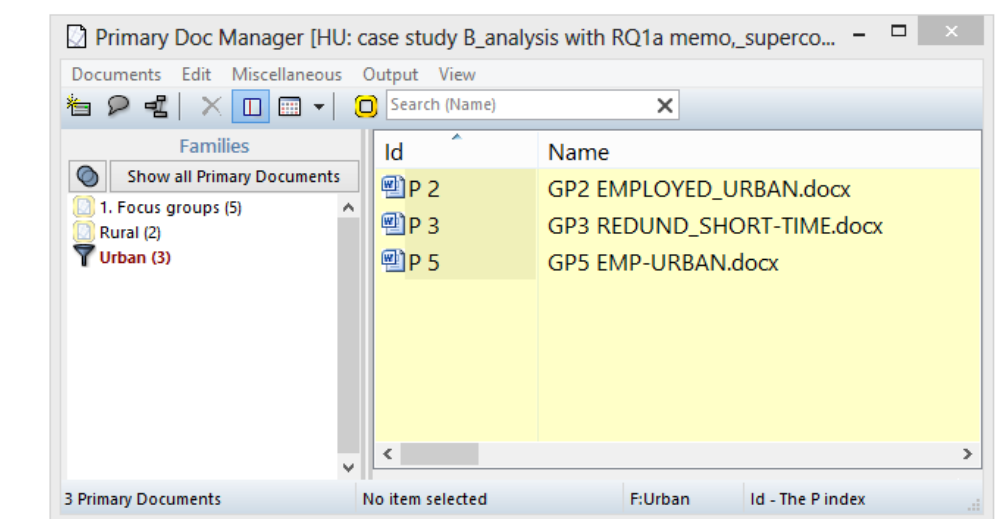 Primary Doc Manager [HU: case study B_analysis with RQ1a memo,_superco...
Documents Edit Miscellaneous Output View
Search (Name)
Families
Show all Primary Documents
1. Focus groups (5)
Rural (2)
Urban (3)
Id Name
P 2 GP2 EMPLOYED_URBAN.docx
P 3 GP3 REDUND_SHORT-TIME.docx
P 5 GP5 EMP-URBAN.docx
3 Primary Documents No item selected F:Urban Id - The P index